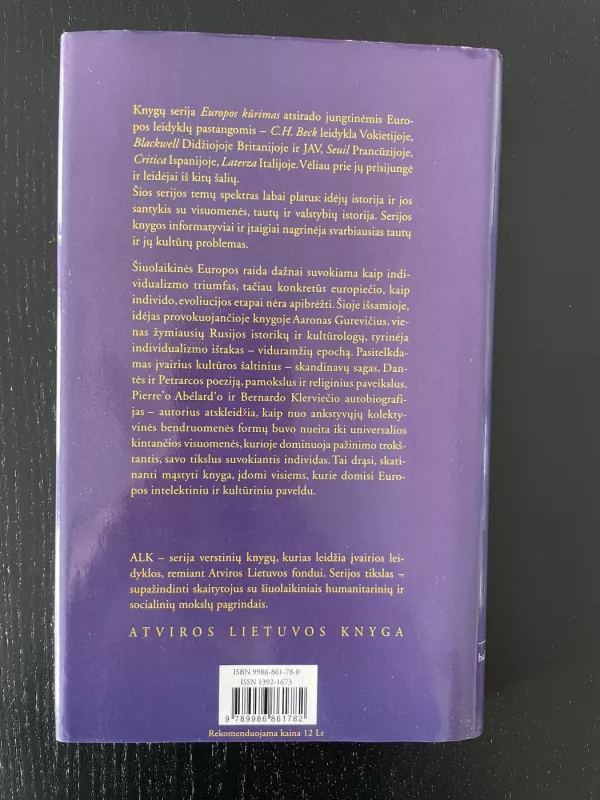 Knygų serija Europos kūrimas atsirado jungtinėmis Euro-
pos leidyklų pastangomis – C.H. Beck leidykla Vokietijoje,
Blackwell Didžiojoje Britanijoje ir JAV, Seuil Prancūzijoje,
Critica Ispanijoje, Laterza Italijoje. Vėliau prie jų prisijungė
ir leidėjai iš kitų šalių.
Šios serijos temų spektras labai platus: idėjų istorija ir jos
santykis su visuomenės, tautų ir valstybių istorija. Serijos
knygos informatyviai ir įtaigiai nagrinėja svarbiausias tautų
ir jų kultūrų problemas.
Šiuolaikinės Europos raida dažnai suvokiama kaip indi-
vidualizmo triumfas, tačiau konkretūs europiečio, kaip
individo, evoliucijos etapai nėra apibrėžti. Šioje išsamioje,
idėjas provokuojančioje knygoje Aaronas Gurevičius, vie-
nas žymiausių Rusijos istorikų ir kultūrologų, tyrinėja
individualizmo ištakas – viduramžių epochą. Pasitelkda-
mas įvairius kultūros šaltinius – skandinavų sagas, Dan-
tės ir Petrarcos poeziją, pamokslus ir religinius paveikslus,
Pierre'o Abélard'o ir Bernardo Klerviečio autobiografi-
jas – autorius atskleidžia, kaip nuo ankstyvųjų kolekty-
vinės bendruomenės formų buvo nueita iki universalios
kintančios visuomenės, kurioje dominuoja pažinimo trokš-
tantis, savo tikslus suvokiantis individas. Tai drąsi, skati-
nanti mąstyti knyga, įdomi visiems, kurie domisi Euro-
pos intelektiniu ir kultūriniu paveldu.
ALK – serija verstinių knygų, kurias leidžia įvairios lei-
dyklos, remiant Atviros Lietuvos fondui. Serijos tikslas –
supažindinti skaitytojus su šiuolaikiniais humanitarinių ir
socialinių mokslų pagrindais.
ATVIROS LIETUVOS KNYGA
ISBN 9986-861-78-0
ISSN 1392-1673
9 789986 861782
Rekomenduojama kaina 12 Lt